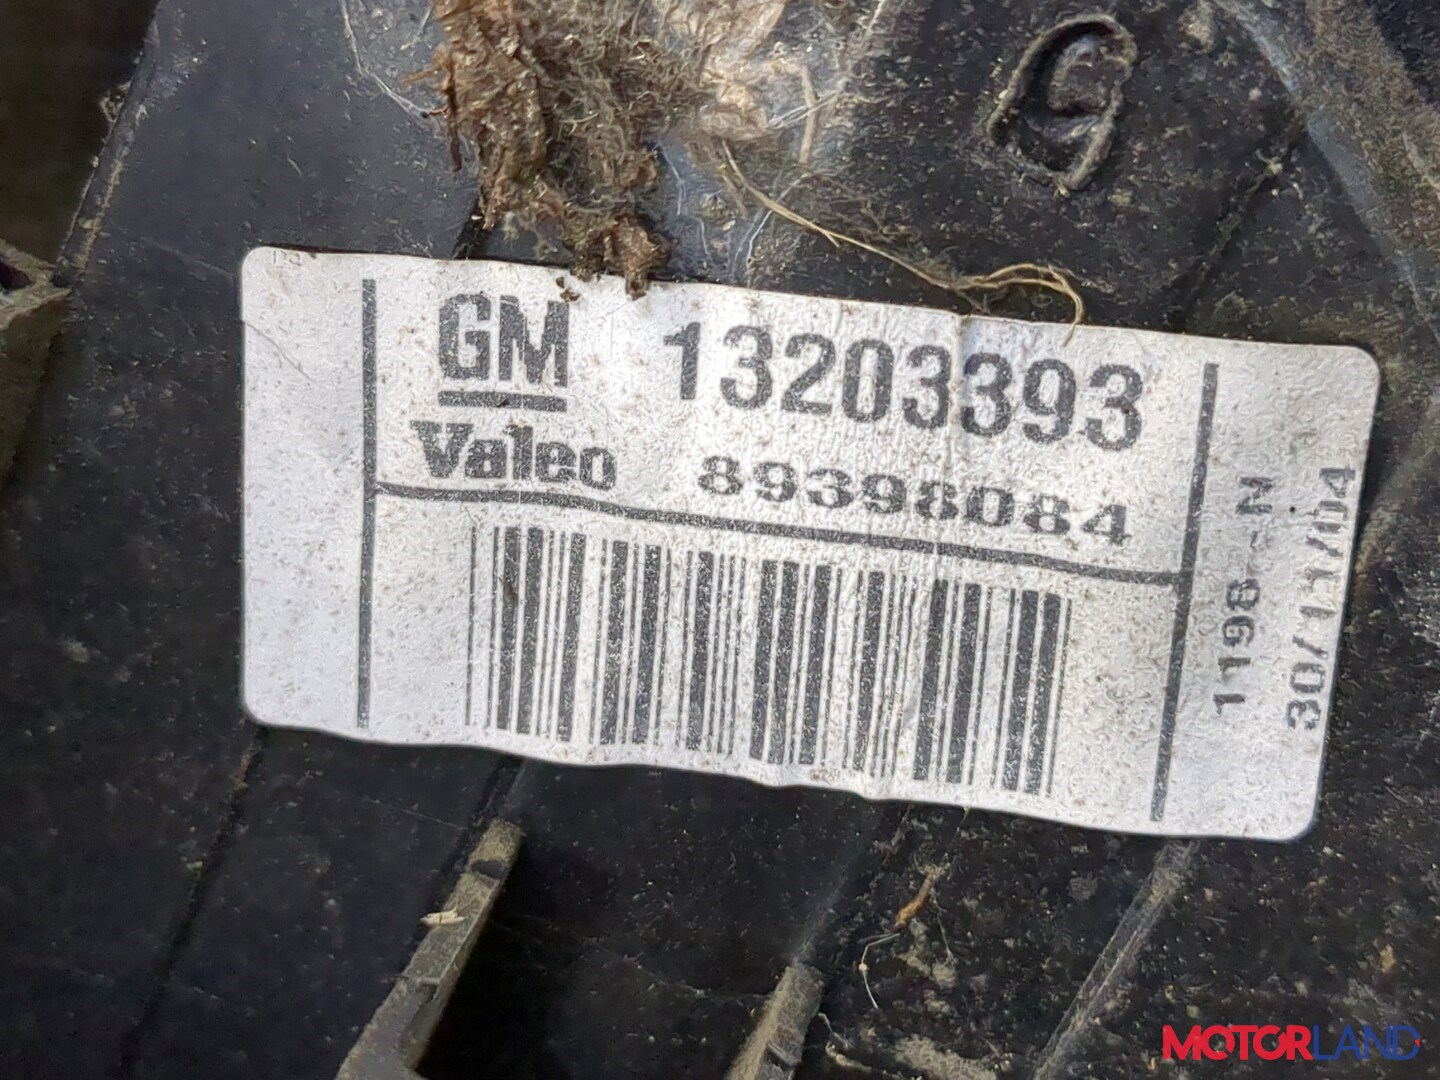 G
GM 13203393
Valeo 89398084
1198-N
30/11/04
MOTORLAND